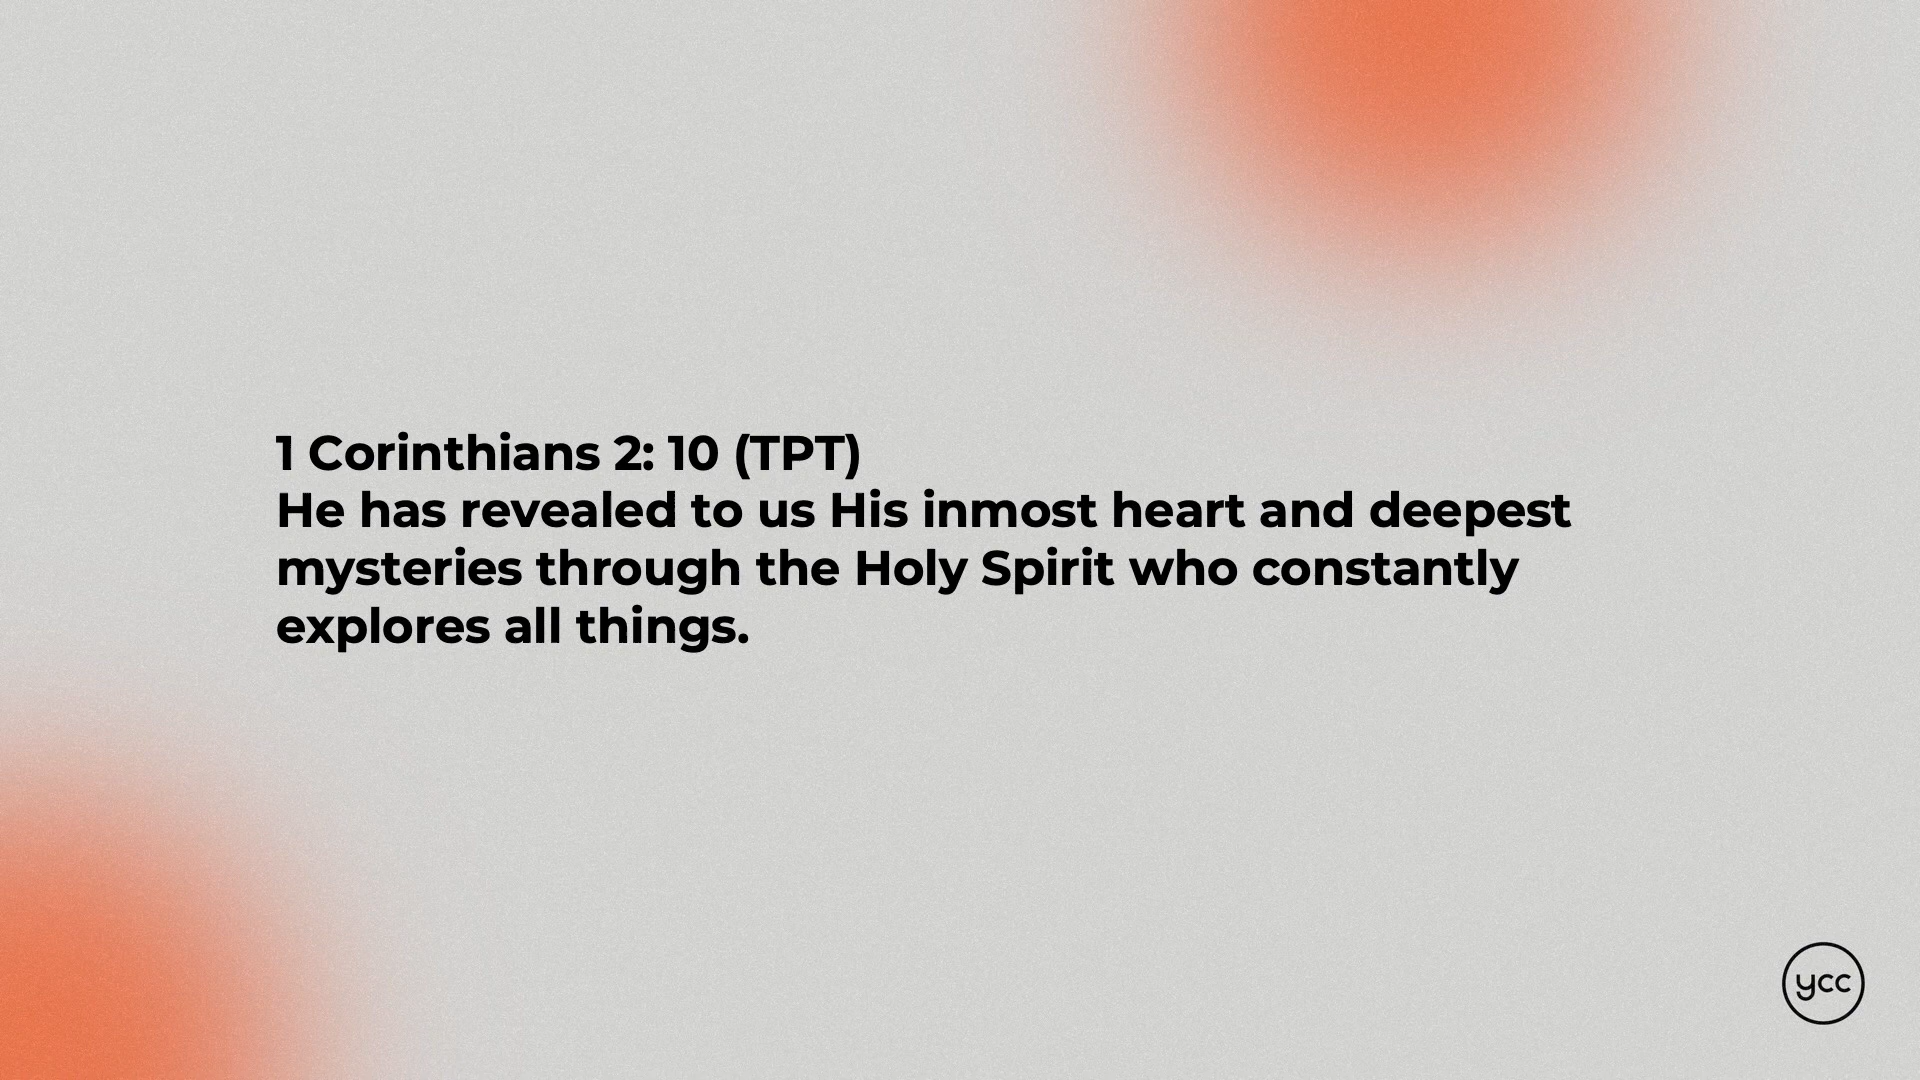 1 Corinthians 2: 10 (TPT)
He has revealed to us His inmost heart and deepest
mysteries through the Holy Spirit who constantly
explores all things.
ycc